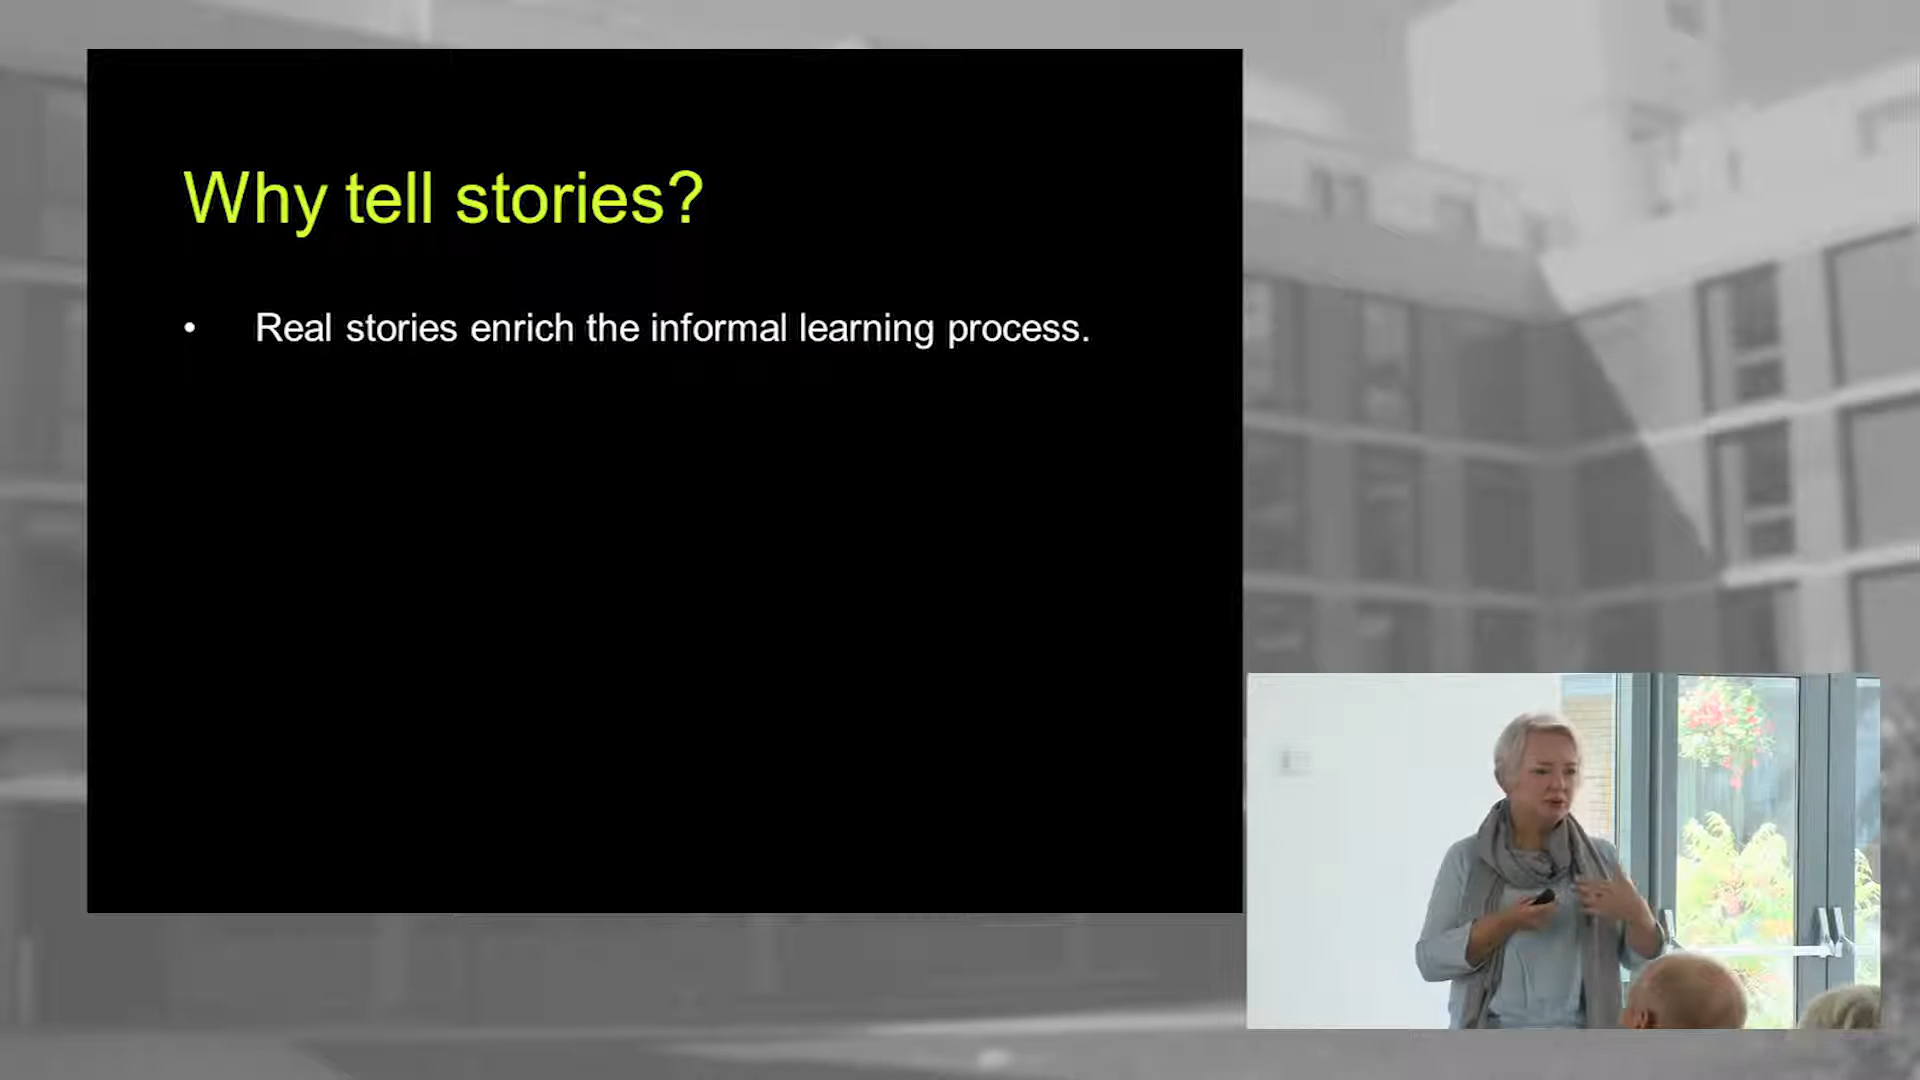 Why tell stories?
• Real stories enrich the informal learning process.